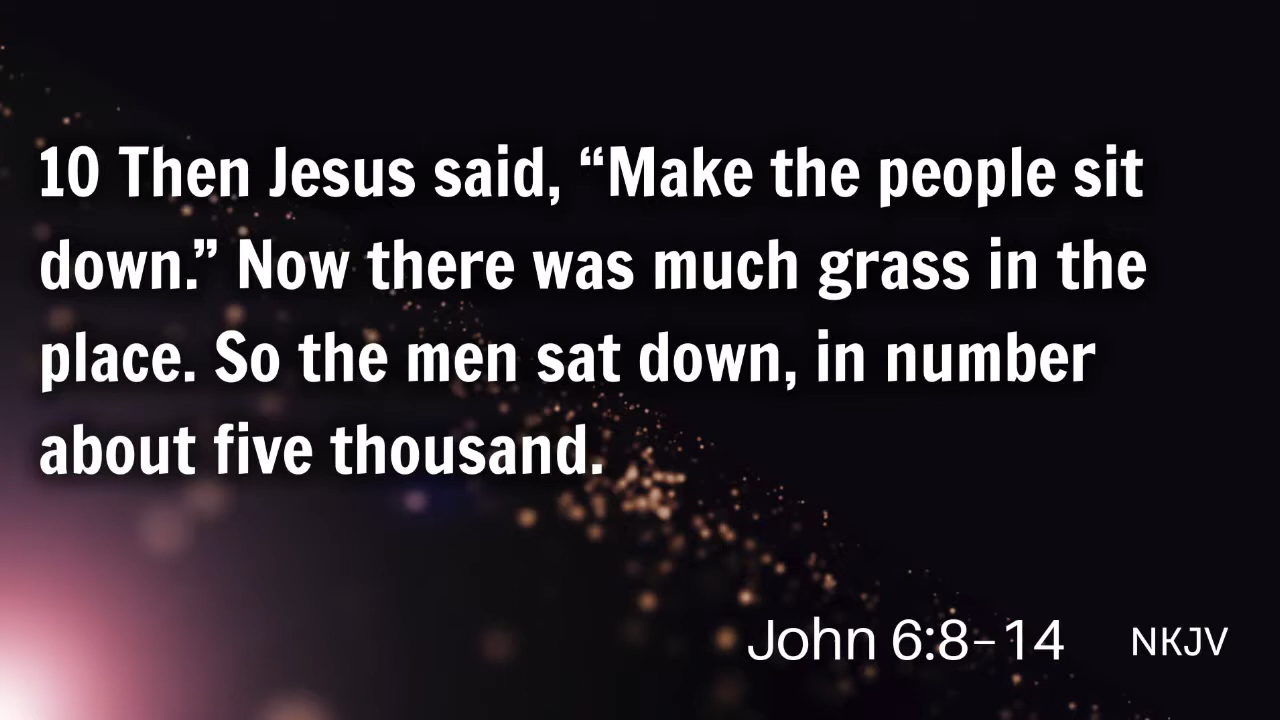 10 Then Jesus said, “Make the people sit
down.” Now there was much grass in the
place. So the men sat down, in number
about five thousand.
John 6:8–14 NKJV